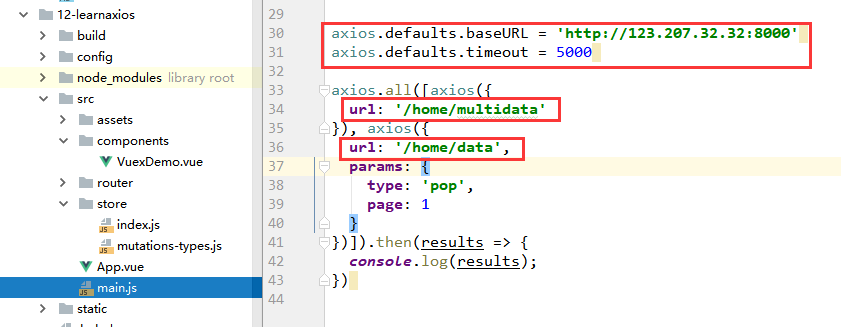 12-learnaxios
build
config
node_modules library root
src
assets
components
VuexDemo.vue
router
store
index.js
mutations-types.js
App.vue
main.js
static
29
30 axios.defaults.baseURL = 'http://123.207.32.32:8000'
31 axios.defaults.timeout = 5000
32
33 axios.all([axios({
34 url: '/home/multidata'
35 }), axios({
36 url: '/home/data',
37 params: {
38 type: 'pop',
39 page: 1
40 }
41 })]).then(results => {
42 console.log(results);
43 })
44